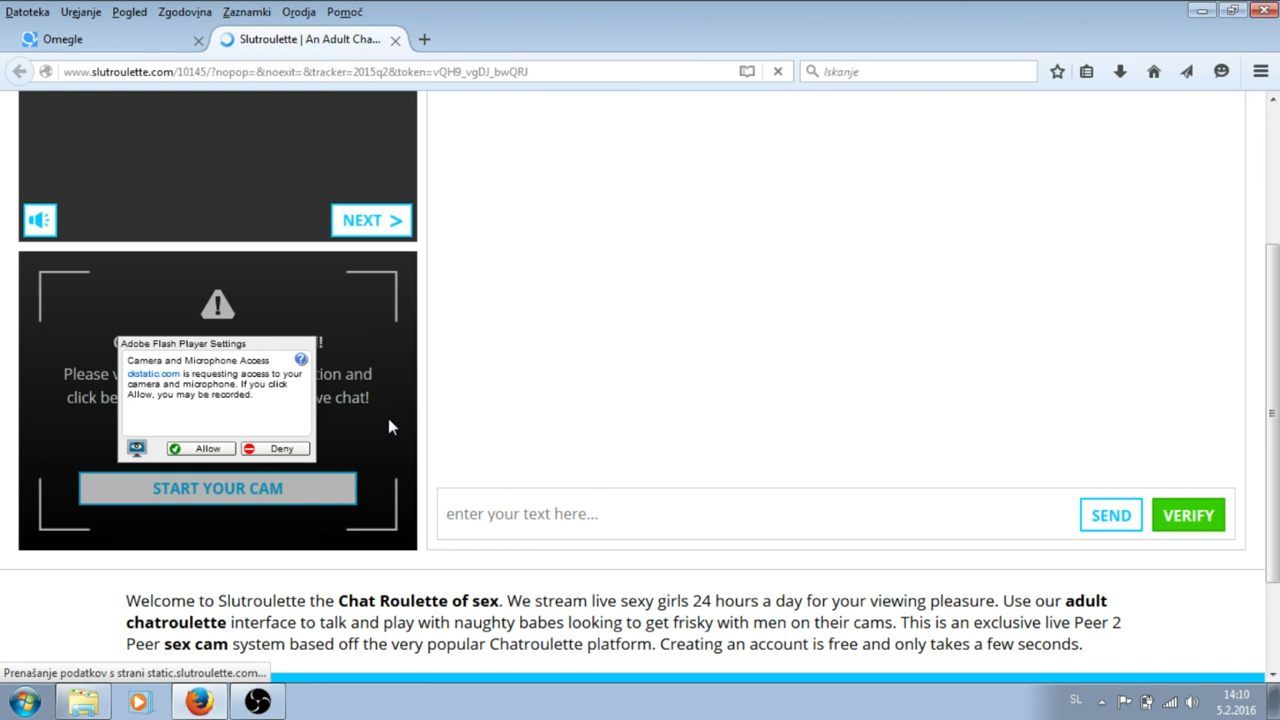 Datoteka Urejanje Pogled Zgodovina Zaznamki Orodja Pomoč
Omegle
Slutroulette | An Adult Cha...
www.slutroulette.com/10145/?nopop=&noexit=&tracker=2015q2&token=vQH9_vgDJ_bwQRJ
Iskanje
NEXT >
Adobe Flash Player Settings
Camera and Microphone Access
ckstatic.com is requesting access to your
camera and microphone. If you click
Allow, you may be recorded.
Allow
Deny
Please
click be
and
chat!
START YOUR CAM
enter your text here...
SEND
VERIFY
Welcome to Slutroulette the Chat Roulette of sex. We stream live sexy girls 24 hours a day for your viewing pleasure. Use our adult
chatroulette interface to talk and play with naughty babes looking to get frisky with men on their cams. This is an exclusive live Peer 2
Peer sex cam system based off the very popular Chatroulette platform. Creating an account is free and only takes a few seconds.
Prenašanje podatkov s strani static.slutroulette.com...
SL
14:10
5.2.2016